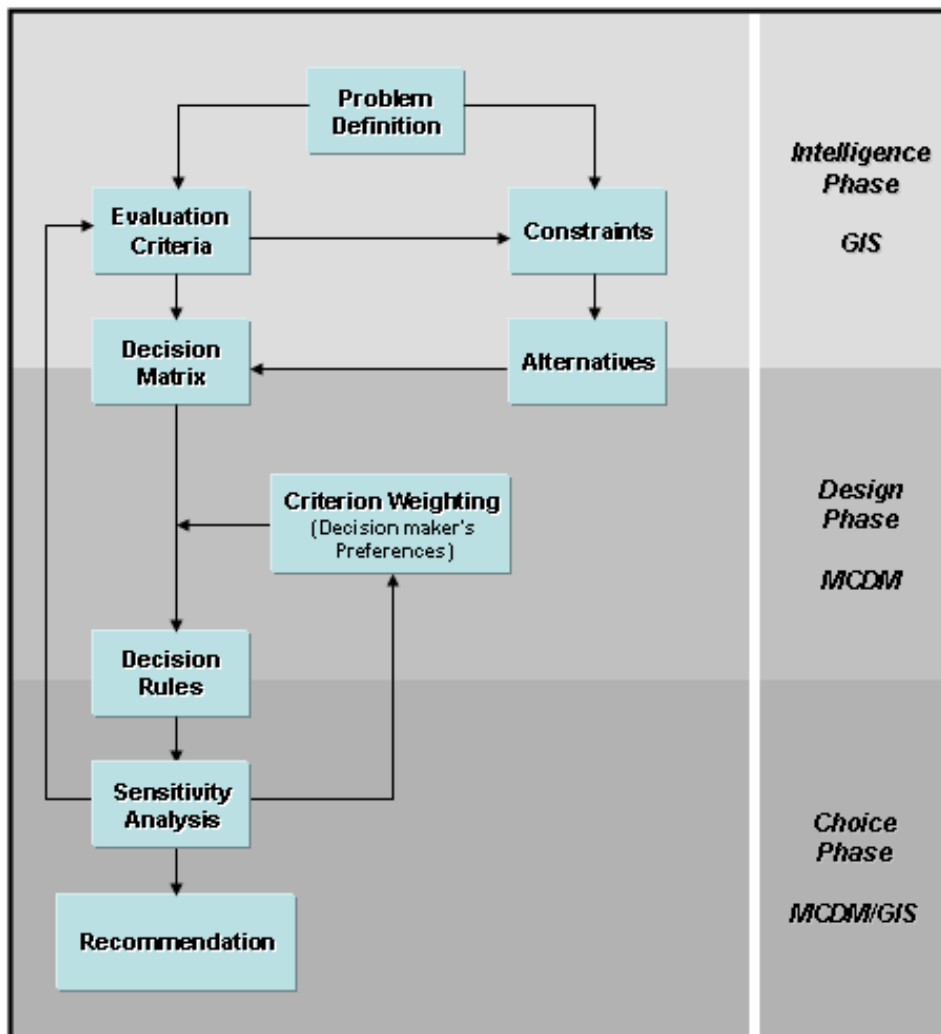 Problem
Definition
Evaluation
Criteria
Constraints
Decision
Matrix
Alternatives
Criterion Weighting
(Decision maker's
Preferences)
Decision
Rules
Sensitivity
Analysis
Recommendation
Intelligence
Phase
GIS
Design
Phase
MCDM
Choice
Phase
MCDM/GIS